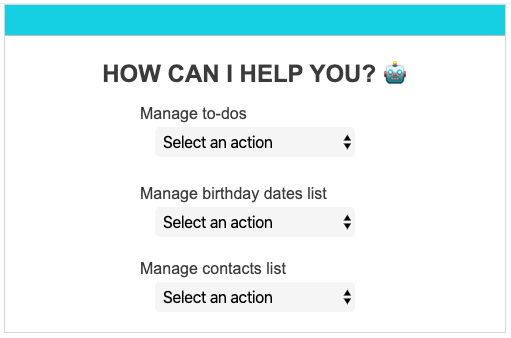 HOW CAN I HELP YOU? 🤖
Manage to-dos
Select an action
Manage birthday dates list
Select an action
Manage contacts list
Select an action